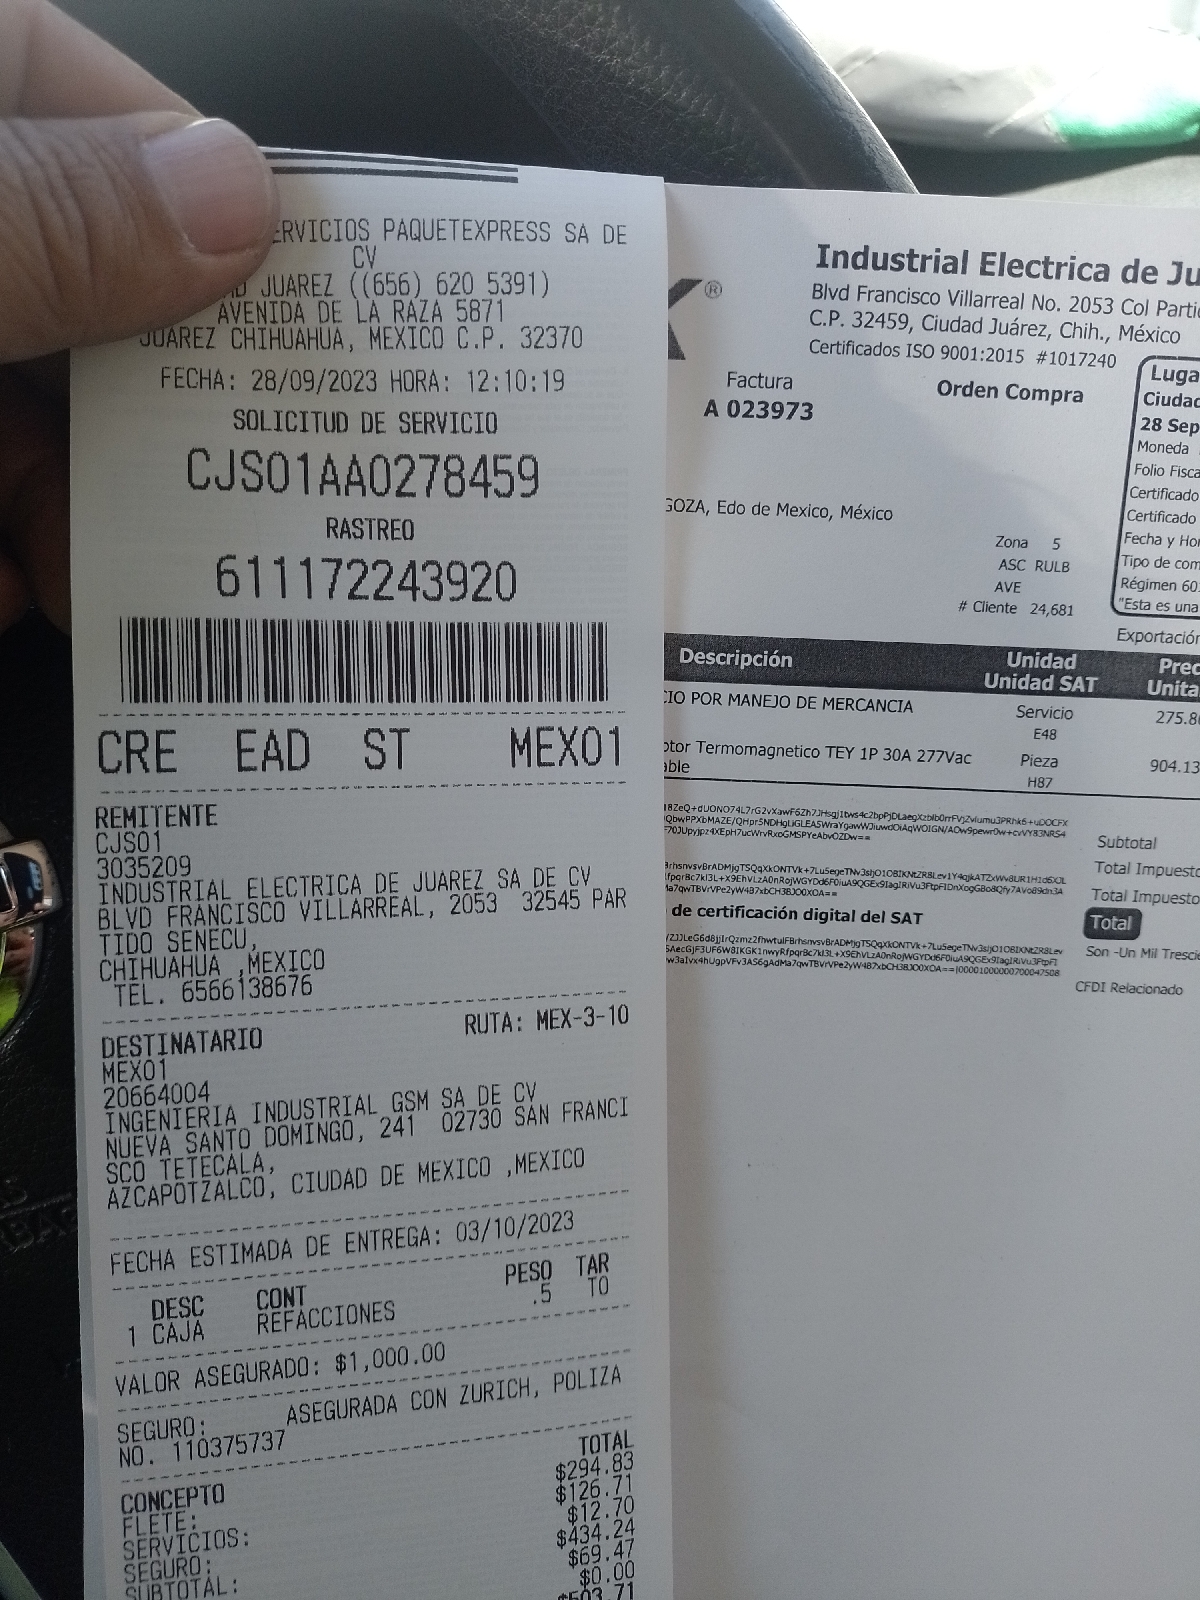 ERVICIOS PAQUETEXPRESS SA DE
CV
JUAREZ ((656) 620 5391)
AVENIDA DE LA RAZA 5871
JUAREZ CHIHUAHUA, MEXICO C.P. 32370
FECHA: 28/09/2023 HORA: 12:10:19
SOLICITUD DE SERVICIO
CJS01AA0278459
RASTREO
611172243920
CRE EAD ST MEX01
REMITENTE
CJS01
3035209
INDUSTRIAL ELECTRICA DE JUAREZ SA DE CV
BLVD FRANCISCO VILLARREAL, 2053 32545 PAR
TIDO SENECU,
CHIHUAHUA ,MEXICO
TEL. 6566138676
RUTA: MEX-3-10
DESTINATARIO
MEX01
20664004
INGENIERIA INDUSTRIAL GSM SA DE CV
NUEVA SANTO DOMINGO, 241 02730 SAN FRANCI
SCO TETECALA,
AZCAPOTZALCO, CIUDAD DE MEXICO ,MEXICO
FECHA ESTIMADA DE ENTREGA: 03/10/2023
DESC CONT PESO TAR
1 CAJA REFACCIONES .5 TO
VALOR ASEGURADO: $1,000.00
SEGURO: ASEGURADA CON ZURICH, POLIZA
NO. 110375737
CONCEPTO TOTAL
FLETE: $294.83
SERVICIOS: $126.71
SEGURO: $12.70
SUBTOTAL: $434.24
$69.47
$0.00
$503.71
®
Industrial Electrica de Ju
Blvd Francisco Villarreal No. 2053 Col Parti
C.P. 32459, Ciudad Juárez, Chih., México
Certificados ISO 9001:2015 #1017240
Factura
A 023973
Orden Compra
Luga
Ciudad
28 Sep
Moneda
Folio Fisca
Certificado
Certificado
Fecha y Hor
Tipo de com
Régimen 60
"Esta es una
GOZA, Edo de Mexico, México
Zona 5
ASC RULB
AVE
# Cliente 24,681
Exportación
Descripción
Unidad
Unidad SAT
Prec
Unita
CIO POR MANEJO DE MERCANCIA
Servicio
E48
275.80
ptor Termomagnetico TEY 1P 30A 277Vac
able
Pieza
H87
904.13
Subtotal
Total Impuesto
Total Impuesto
de certificación digital del SAT
Total
Son -Un Mil Tresci
CFDI Relacionado